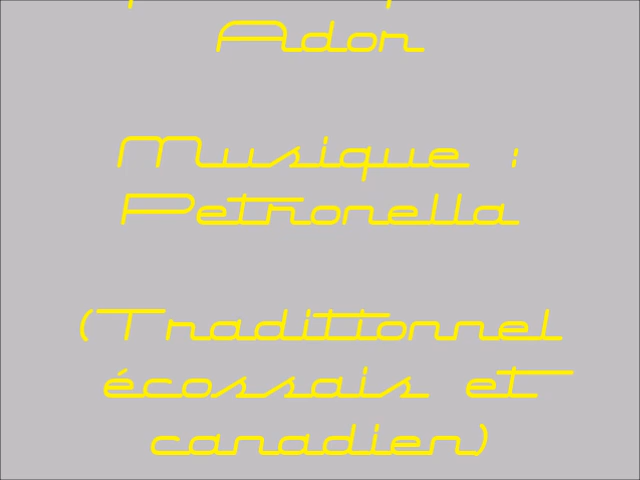 Ador
Musique :
Petronella
(Traditionnel
écossais et
canadien)